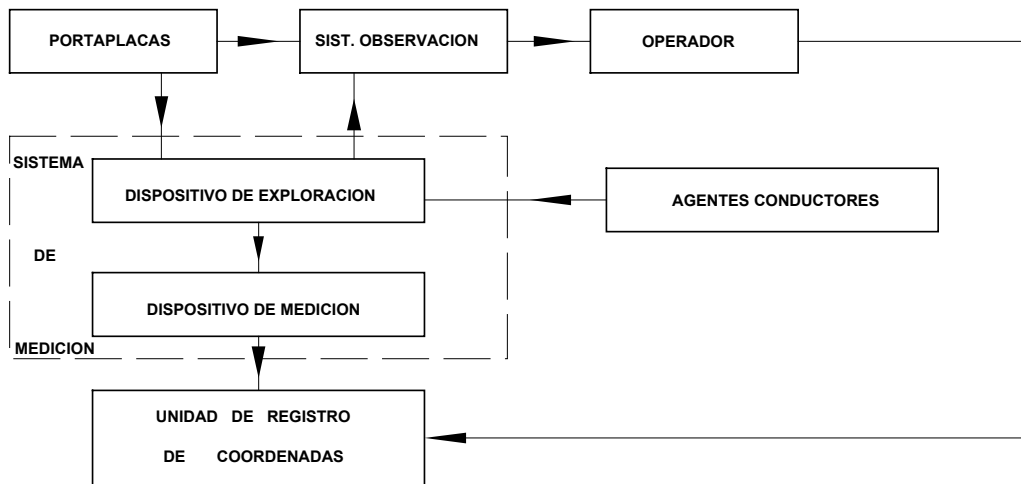 PORTAPLACAS
SIST. OBSERVACION
OPERADOR
SISTEMA
DISPOSITIVO DE EXPLORACION
AGENTES CONDUCTORES
DE
DISPOSITIVO DE MEDICION
MEDICION
UNIDAD DE REGISTRO
DE COORDENADAS